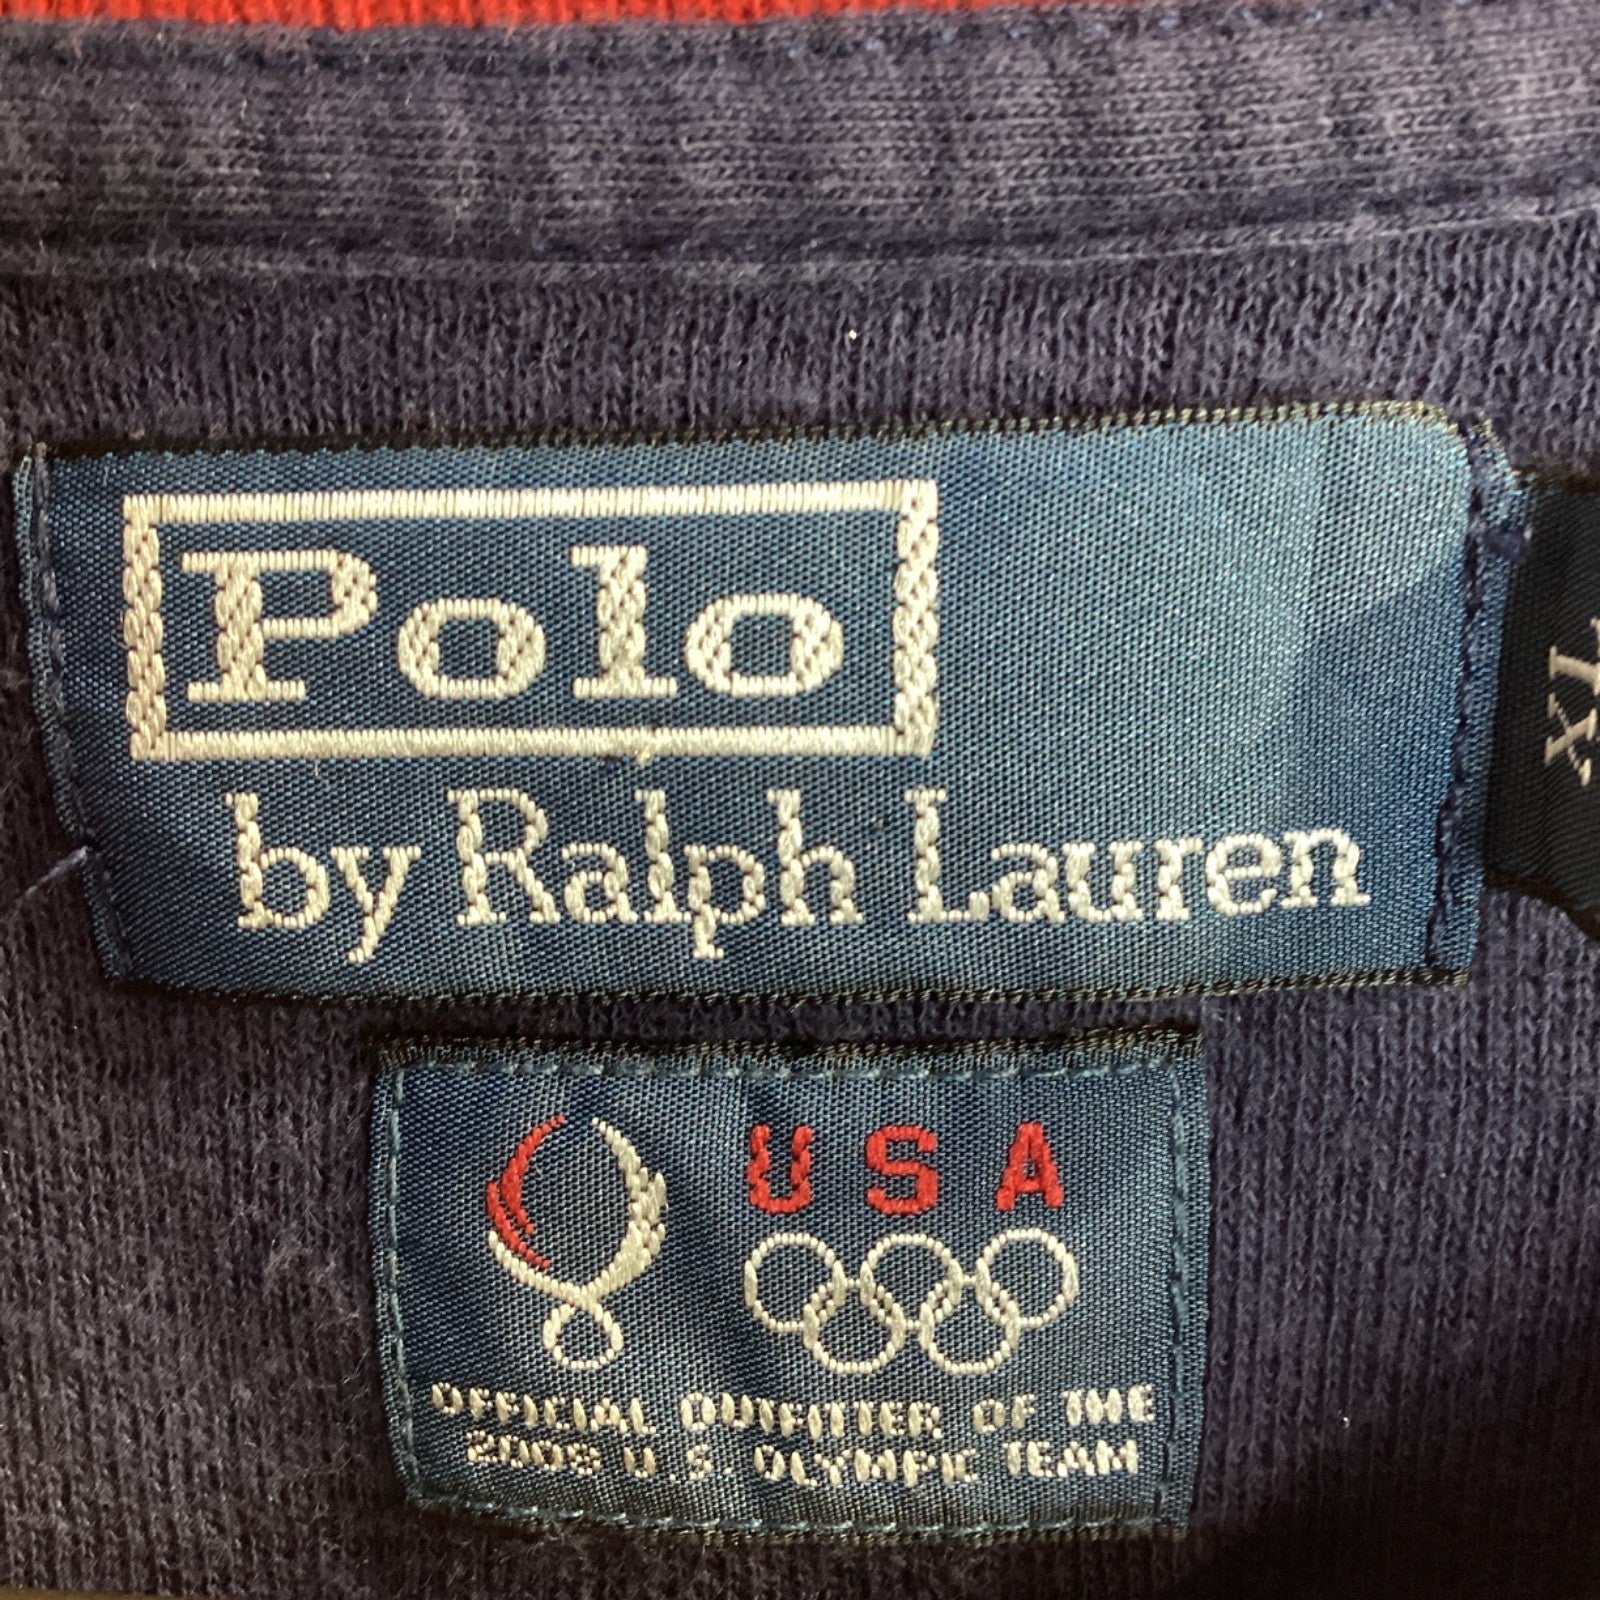 Polo
by Ralph Lauren
USA
OFFICIAL OUTFITTER OF THE
2008 U.S. OLYMPIC TEAM